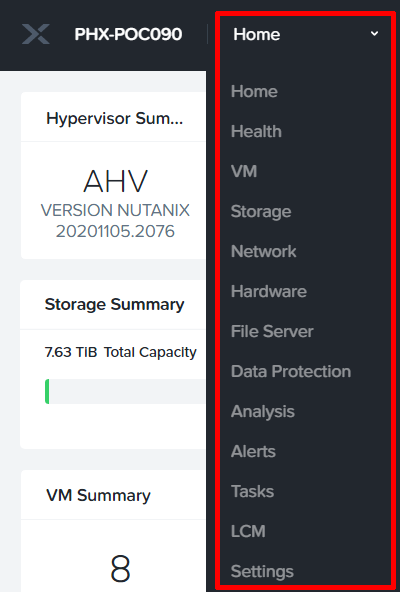 PHX-POC090
Home
Hypervisor Sum...
AHV
VERSION NUTANIX
20201105.2076
Storage Summary
7.63 TiB Total Capacity
VM Summary
8
Home
Health
VM
Storage
Network
Hardware
File Server
Data Protection
Analysis
Alerts
Tasks
LCM
Settings